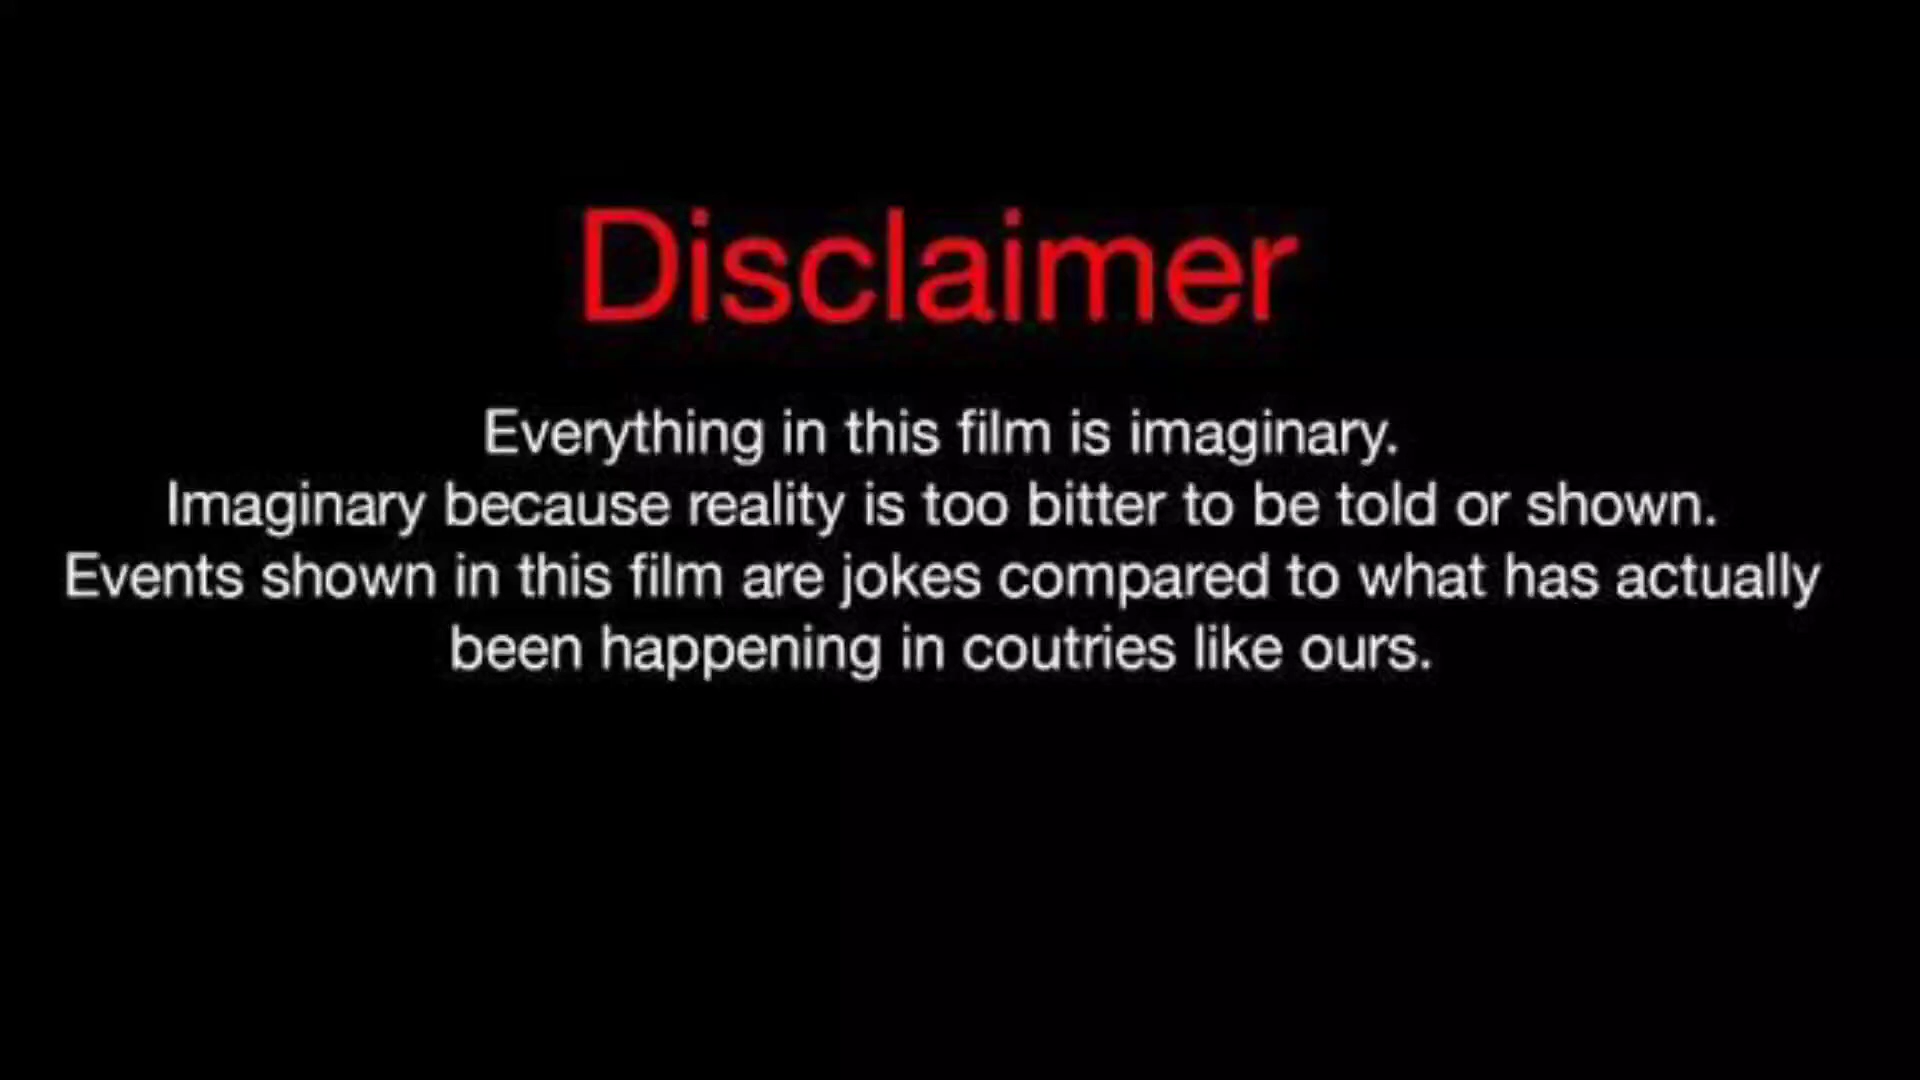 Disclaimer
Everything in this film is imaginary.
Imaginary because reality is too bitter to be told or shown.
Events shown in this film are jokes compared to what has actually
been happening in coutries like ours.